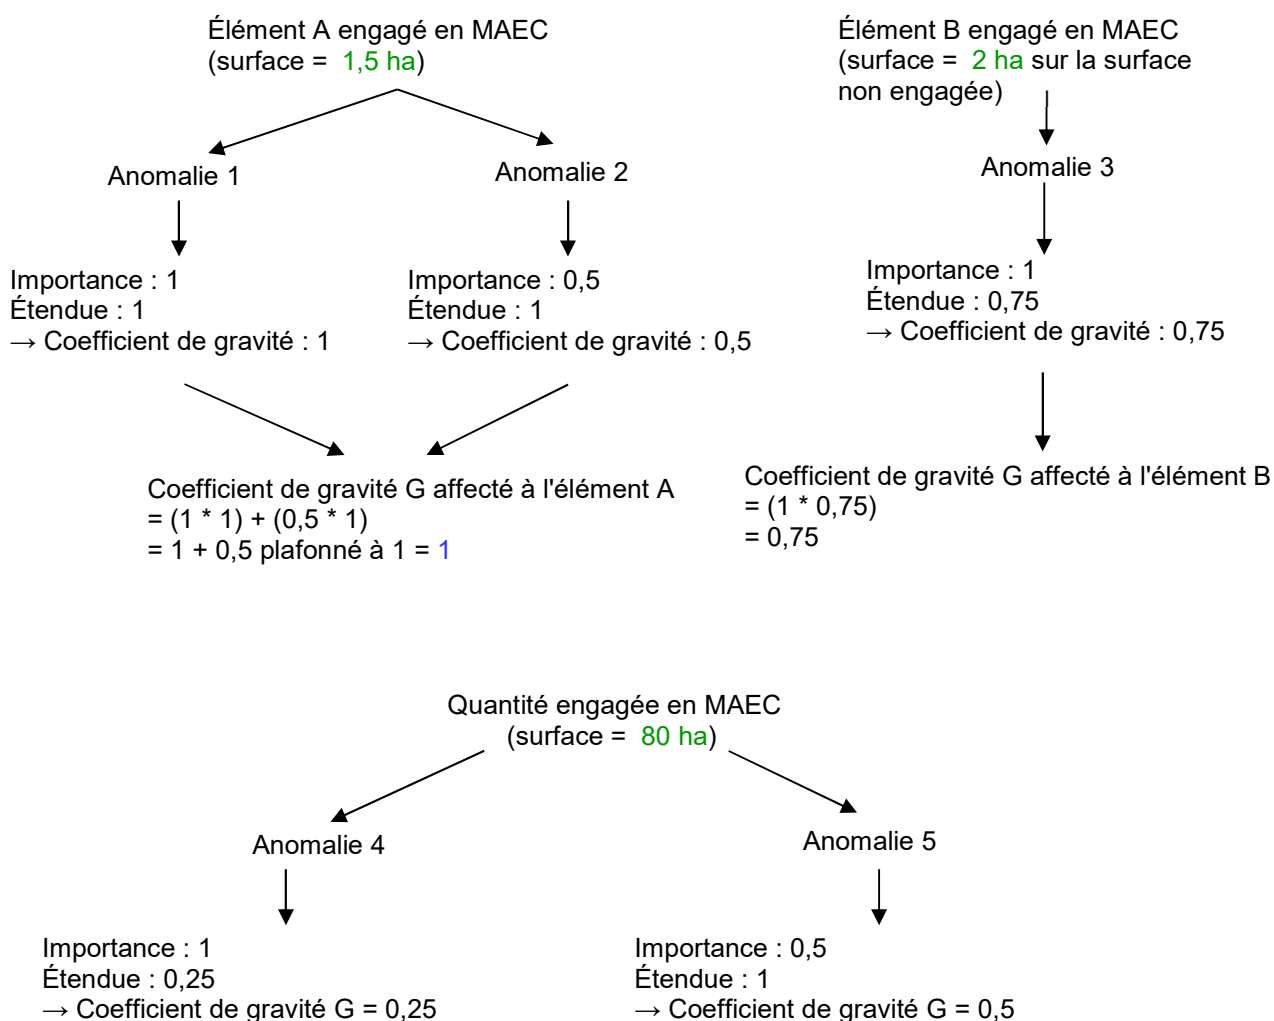 Élément A engagé en MAEC
(surface = 1,5 ha)
Élément B engagé en MAEC
(surface = 2 ha sur la surface
non engagée)
Anomalie 1
Anomalie 2
Anomalie 3
Importance : 1
Étendue : 1
→ Coefficient de gravité : 1
Importance : 0,5
Étendue : 1
→ Coefficient de gravité : 0,5
Importance : 1
Étendue : 0,75
→ Coefficient de gravité : 0,75
Coefficient de gravité G affecté à l'élément A
= (1 * 1) + (0,5 * 1)
= 1 + 0,5 plafonné à 1 = 1
Coefficient de gravité G affecté à l'élément B
= (1 * 0,75)
= 0,75
Quantité engagée en MAEC
(surface = 80 ha)
Anomalie 4
Anomalie 5
Importance : 1
Étendue : 0,25
→ Coefficient de gravité G = 0,25
Importance : 0,5
Étendue : 1
→ Coefficient de gravité G = 0,5